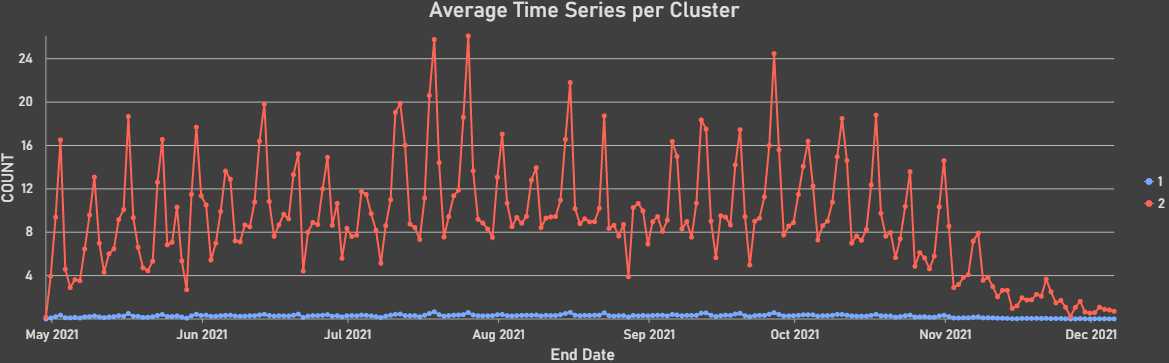 Average Time Series per Cluster
24
20
16
12
8
4
COUNT
May 2021 Jun 2021 Jul 2021 Aug 2021 Sep 2021 Oct 2021 Nov 2021 Dec 2021
End Date
1
2